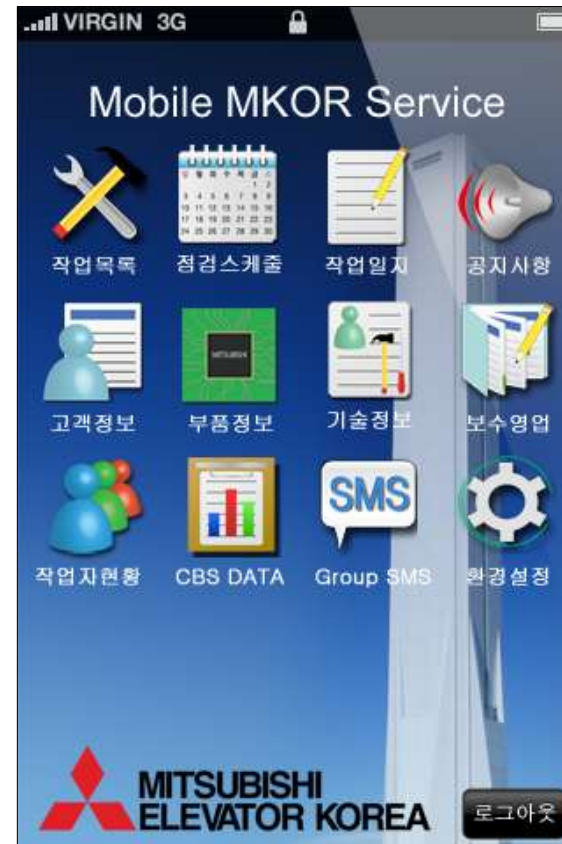 VIRGIN 3G
Mobile MKOR Service
작업목록 점검스케줄 작업일지 공지사항
MITSUBISHI
고객정보 부품정보 기술정보 보수영업
SMS
작업자현황 CBS DATA Group SMS 환경설정
MITSUBISHI
ELEVATOR KOREA
로그아웃